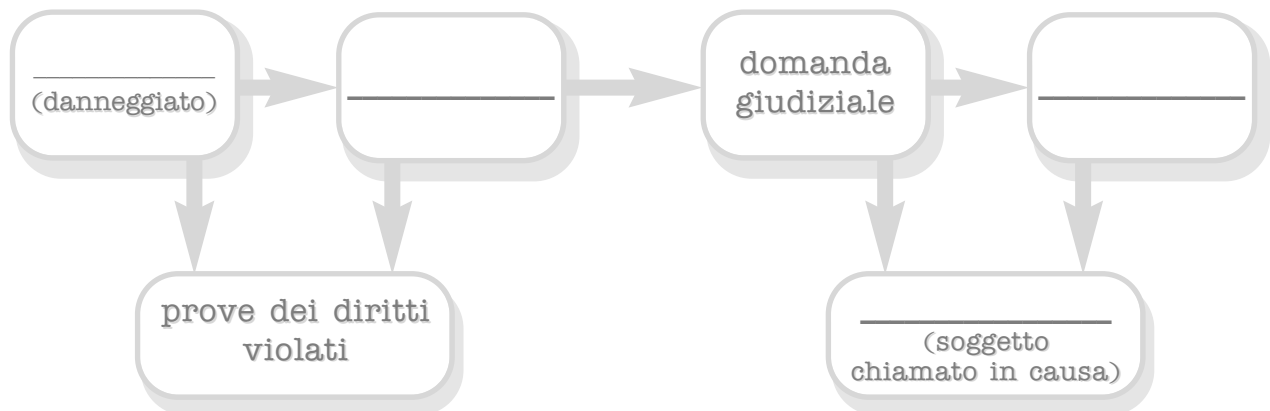 (danneggiato)
domanda
giudiziale
prove dei diritti
violati
(soggetto
chiamato in causa)